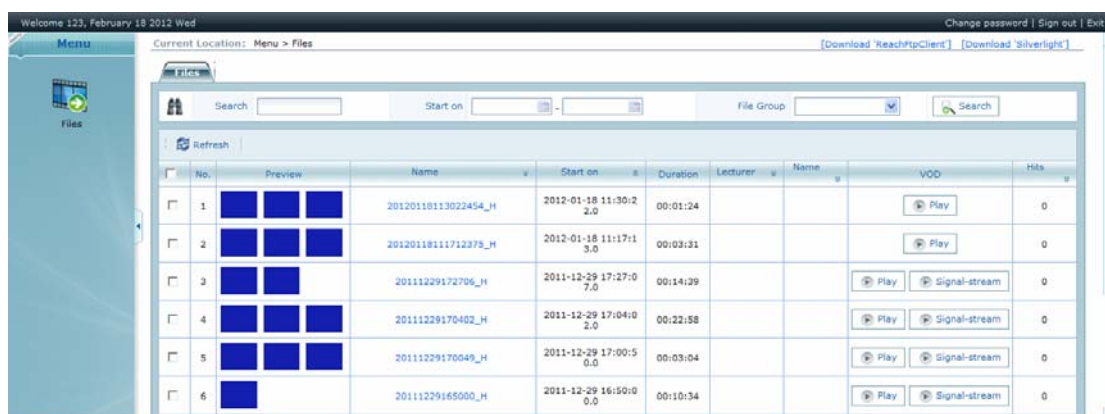 Welcome 123, February 18 2012 Wed Change password | Sign out | Exit
Menu
Current Location: Menu > Files [Download 'ReachFtpClient'] [Download 'Silverlight']
Files
Files
Search Start on - File Group Search
Refresh
No. Preview Name Start on Duration Lecturer Name VOD Hits
1 20120118113022454_H 2012-01-18 11:30:2
2.0 00:01:24 Play 0
2 20120118111712375_H 2012-01-18 11:17:1
3.0 00:03:31 Play 0
3 20111229172706_H 2011-12-29 17:27:0
7.0 00:14:39 Play Signal-stream 0
4 20111229170402_H 2011-12-29 17:04:0
2.0 00:22:58 Play Signal-stream 0
5 20111229170049_H 2011-12-29 17:00:5
0.0 00:03:04 Play Signal-stream 0
6 20111229165000_H 2011-12-29 16:50:0
0.0 00:10:34 Play Signal-stream 0